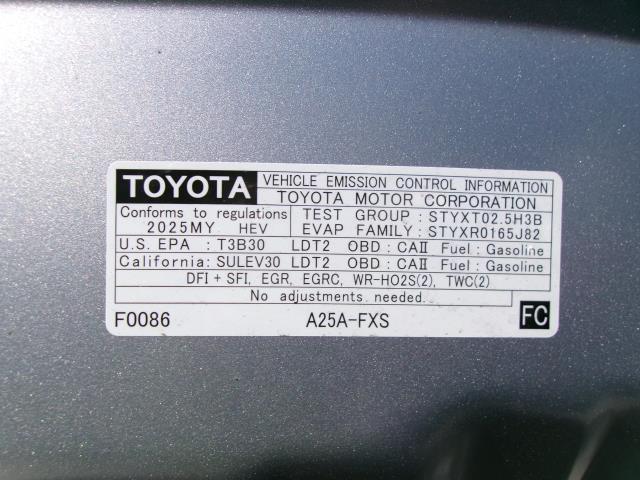 TOYOTA VEHICLE EMISSION CONTROL INFORMATION
TOYOTA MOTOR CORPORATION
Conforms to regulations TEST GROUP : STYXT02.5H3B
2025MY HEV EVAP FAMILY : STYXR0165J82
U.S. EPA : T3B30 LDT2 OBD : CAII Fuel : Gasoline
California: SULEV30 LDT2 OBD : CAII Fuel : Gasoline
DFI + SFI, EGR, EGRC, WR-HO2S(2), TWC(2)
No adjustments needed.
F0086 A25A-FXS FC